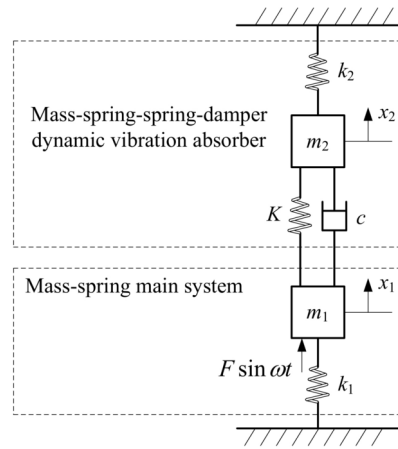 k₂
Mass-spring-spring-damper
dynamic vibration absorber
m₂
x₂
K
c
Mass-spring main system
x₁
m₁
F sin ωt
k₁